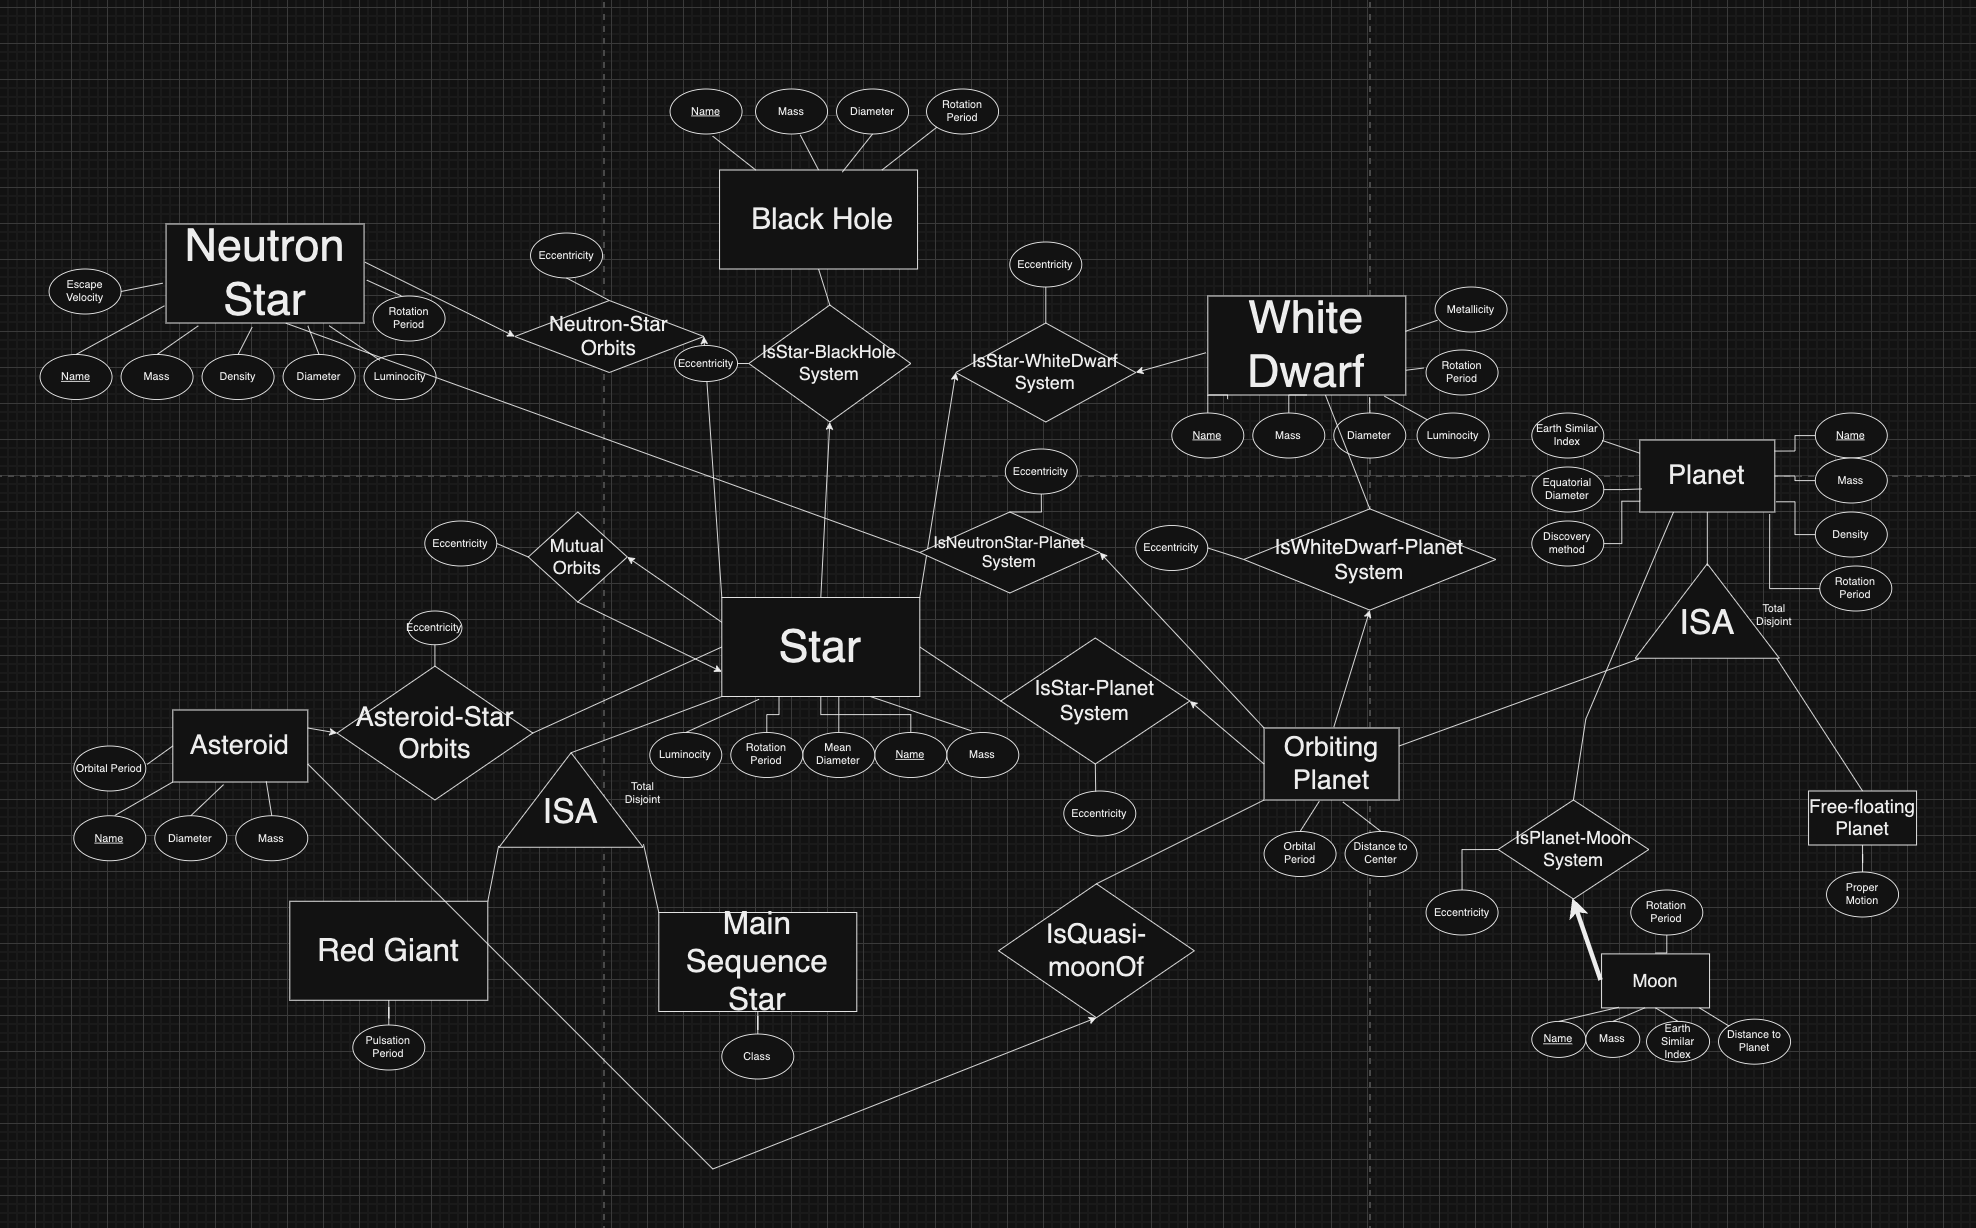 Name
Mass
Diameter
Rotation
Period
Black Hole
Neutron
Star
Escape
Velocity
Rotation
Period
Name
Mass
Density
Diameter
Luminocity
Eccentricity
Neutron-Star
Orbits
Eccentricity
IsStar-BlackHole
System
Eccentricity
IsStar-WhiteDwarf
System
White
Dwarf
Metallicity
Rotation
Period
Name
Mass
Diameter
Luminocity
Earth Similar
Index
Equatorial
Diameter
Discovery
method
Planet
Name
Mass
Density
Rotation
Period
ISA
Total
Disjoint
Eccentricity
Mutual
Orbits
Eccentricity
IsNeutronStar-Planet
System
Eccentricity
IsWhiteDwarf-Planet
System
Star
Eccentricity
Asteroid-Star
Orbits
Asteroid
Orbital Period
Name
Diameter
Mass
Luminocity
Rotation
Period
Mean
Diameter
Name
Mass
ISA
Total
Disjoint
IsStar-Planet
System
Eccentricity
Orbiting
Planet
Orbital
Period
Distance to
Center
Free-floating
Planet
Proper
Motion
IsPlanet-Moon
System
Eccentricity
Rotation
Period
Moon
Name
Mass
Earth
Similar
Index
Distance to
Planet
Red Giant
Pulsation
Period
Main
Sequence
Star
Class
IsQuasi-
moonOf